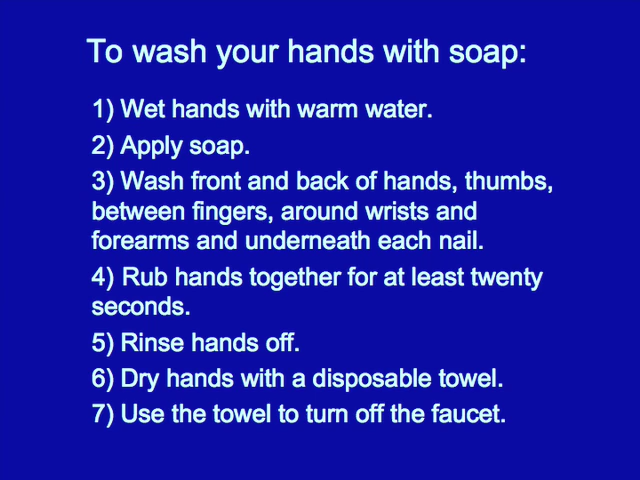 To wash your hands with soap:
1) Wet hands with warm water.
2) Apply soap.
3) Wash front and back of hands, thumbs,
between fingers, around wrists and
forearms and underneath each nail.
4) Rub hands together for at least twenty
seconds.
5) Rinse hands off.
6) Dry hands with a disposable towel.
7) Use the towel to turn off the faucet.